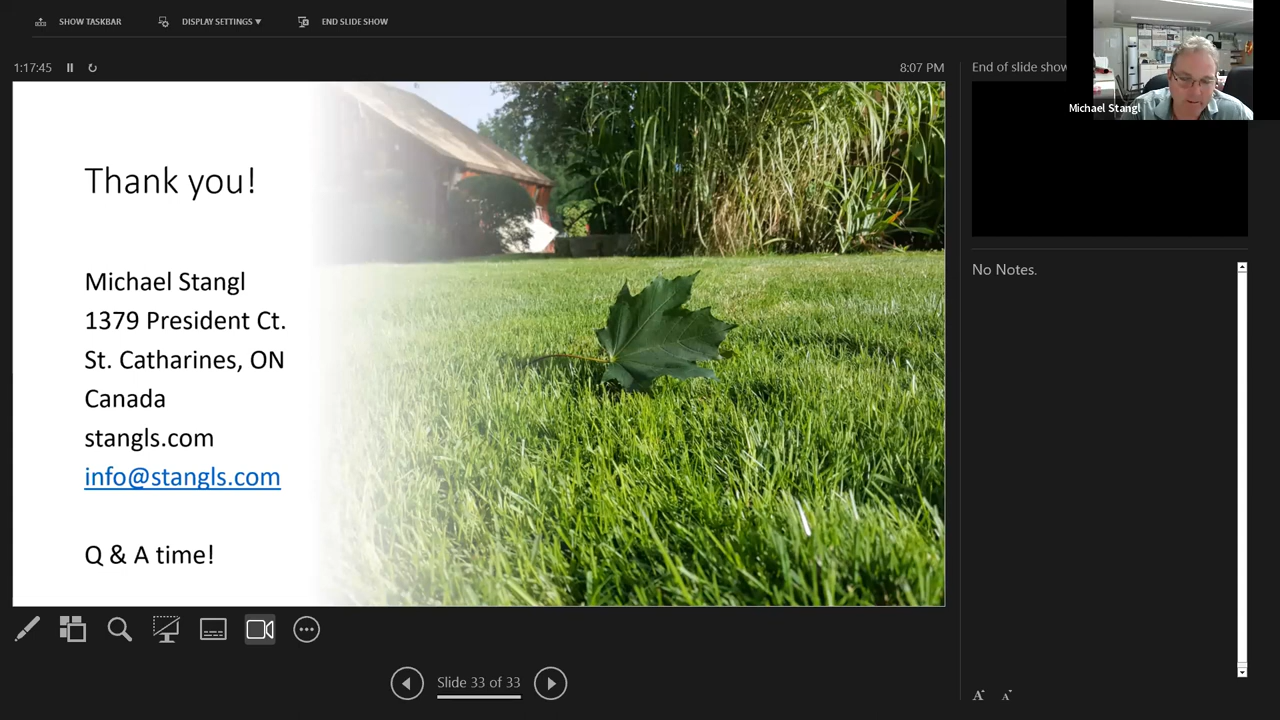 SHOW TASKBAR
DISPLAY SETTINGS ▼
END SLIDE SHOW
1:17:45
8:07 PM
End of slide show
Michael Stangl
Thank you!
Michael Stangl
1379 President Ct.
St. Catharines, ON
Canada
stangls.com
info@stangls.com
Q & A time!
No Notes.
Slide 33 of 33
A A